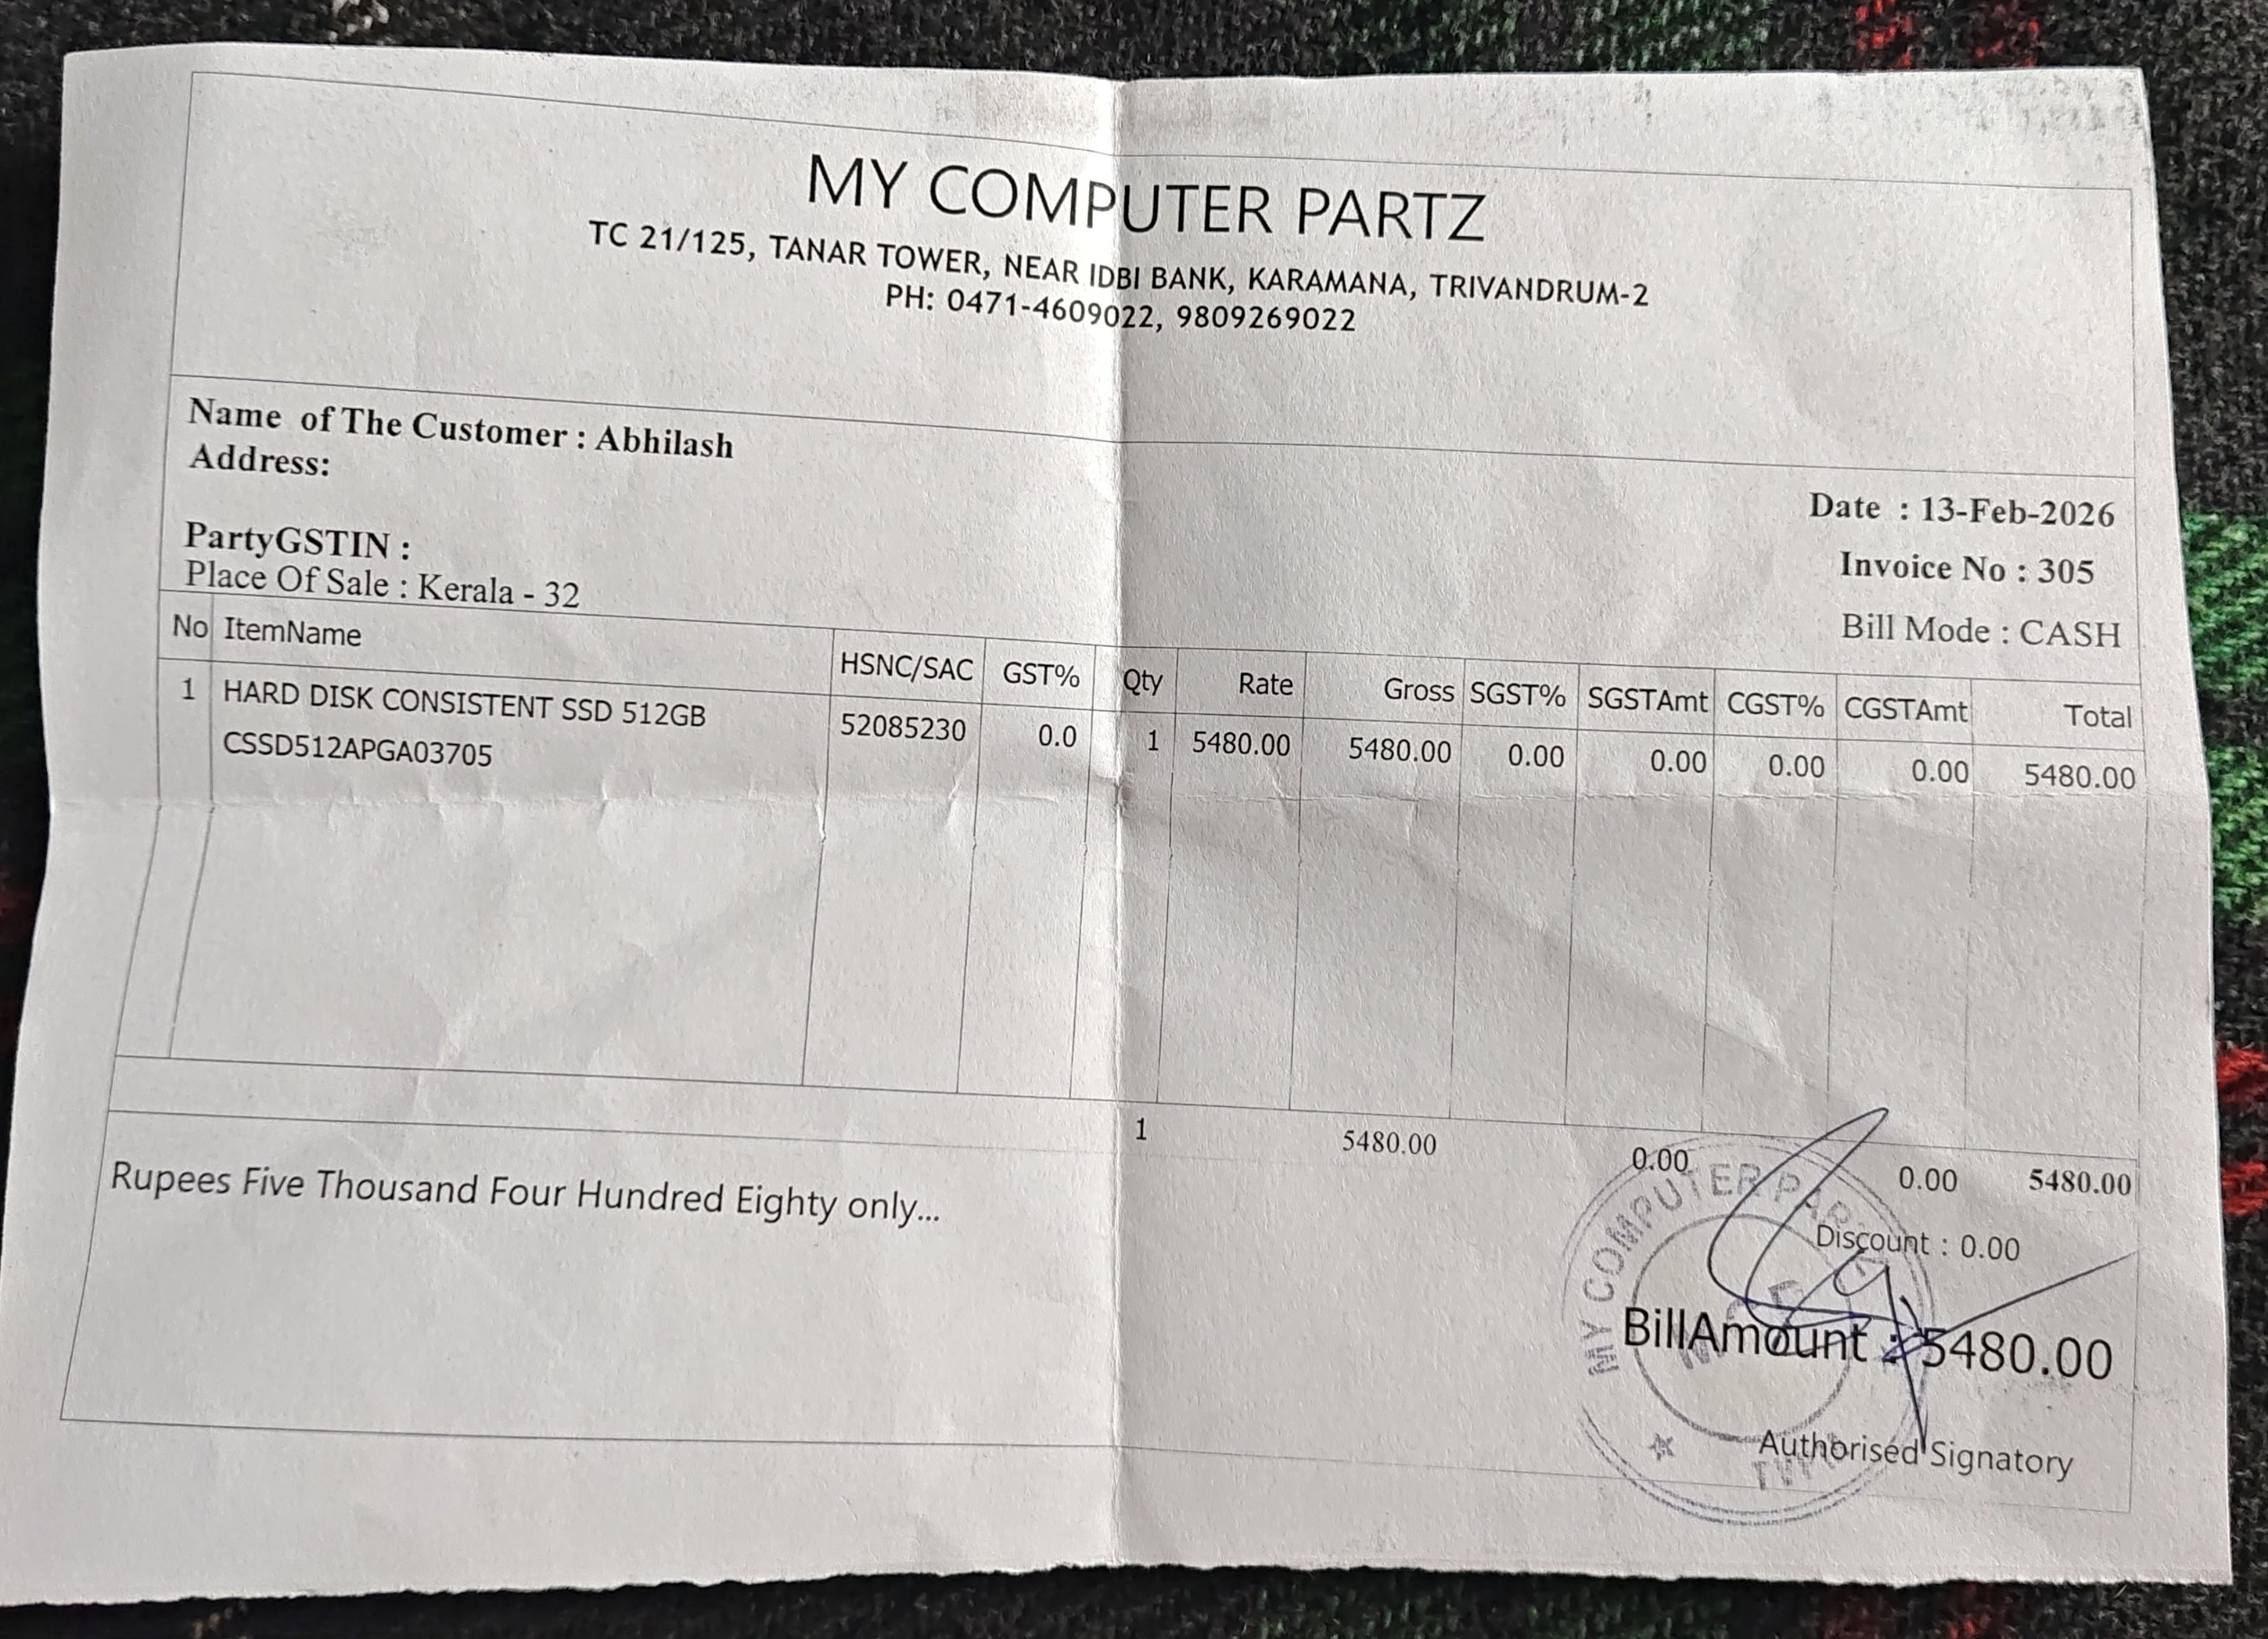 MY COMPUTER PARTZ
TC 21/125, TANAR TOWER, NEAR IDBI BANK, KARAMANA, TRIVANDRUM-2
PH: 0471-4609022, 9809269022
Name of The Customer : Abhilash
Address:
PartyGSTIN :
Place Of Sale : Kerala - 32
Date : 13-Feb-2026
Invoice No : 305
Bill Mode : CASH
No ItemName HSNC/SAC GST% Qty Rate Gross SGST% SGSTAmt CGST% CGSTAmt Total
1 HARD DISK CONSISTENT SSD 512GB 52085230 0.0 1 5480.00 5480.00 0.00 0.00 0.00 0.00 5480.00
CSSD512APGA03705
1 5480.00 0.00 0.00 5480.00
Rupees Five Thousand Four Hundred Eighty only...
Discount : 0.00
BillAmount : 5480.00
Authorised Signatory
MY COMPUTER